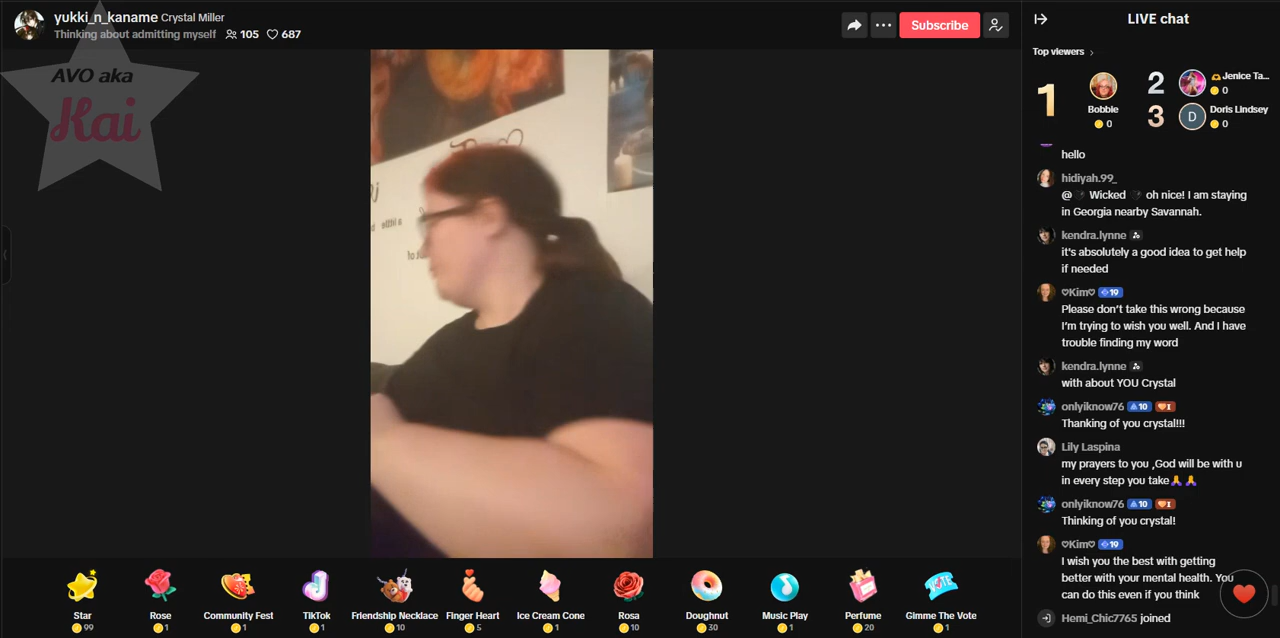 yukki_n_kaname Crystal Miller
Thinking about admitting myself 105 687
Subscribe
AVO aka
Kai
a little
LIVE chat
Top viewers >
1
Bobbie
0
2
Jenice Ta...
0
3
D
Doris Lindsey
0
hello
hidiyah.99_
@ Wicked oh nice! I am staying
in Georgia nearby Savannah.
kendra.lynne
it's absolutely a good idea to get help
if needed
♡Kim♡ 19
Please don't take this wrong because
I'm trying to wish you well. And I have
trouble finding my word
kendra.lynne
with about YOU Crystal
onlyiknow76 10 I
Thanking of you crystal!!!
Lily Laspina
my prayers to you ,God will be with u
in every step you take🙏🙏
onlyiknow76 10 I
Thinking of you crystal!
♡Kim♡ 19
I wish you the best with getting
better with your mental health. You
can do this even if you think
Hemi_Chic7765 joined
Star
99
Rose
1
Community Fest
1
TikTok
1
Friendship Necklace
10
Finger Heart
5
Ice Cream Cone
1
Rosa
10
Doughnut
30
Music Play
1
Perfume
20
VOTE
Gimme The Vote
1